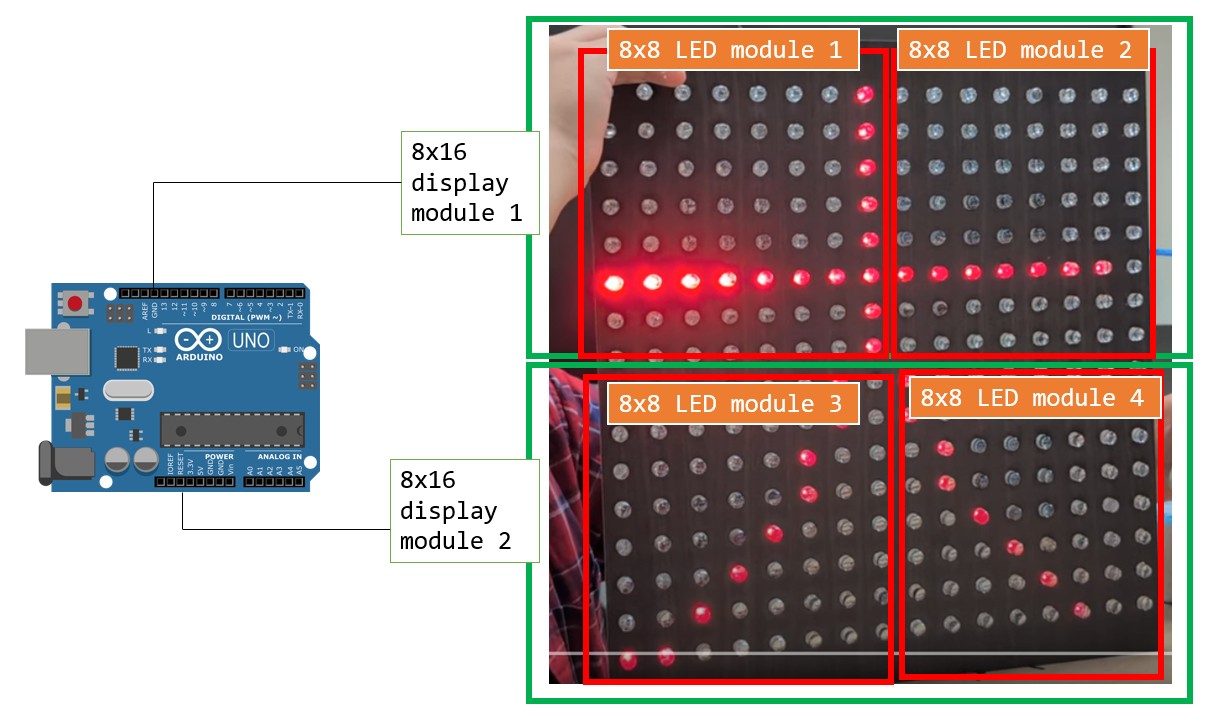 8x8 LED module 1
8x8 LED module 2
8x16
display
module 1
AREF
GND
13
12
~11
~10
~9
8
7
~6
~5
4
~3
2
TX→1
RX←0
DIGITAL (PWM ~)
L
TX
RX
ARDUINO
UNO
ON
8x8 LED module 3
8x8 LED module 4
8x16
display
module 2
POWER
ANALOG IN
IOREF
RESET
3.3V
5V
GND
GND
Vin
A0
A1
A2
A3
A4
A5